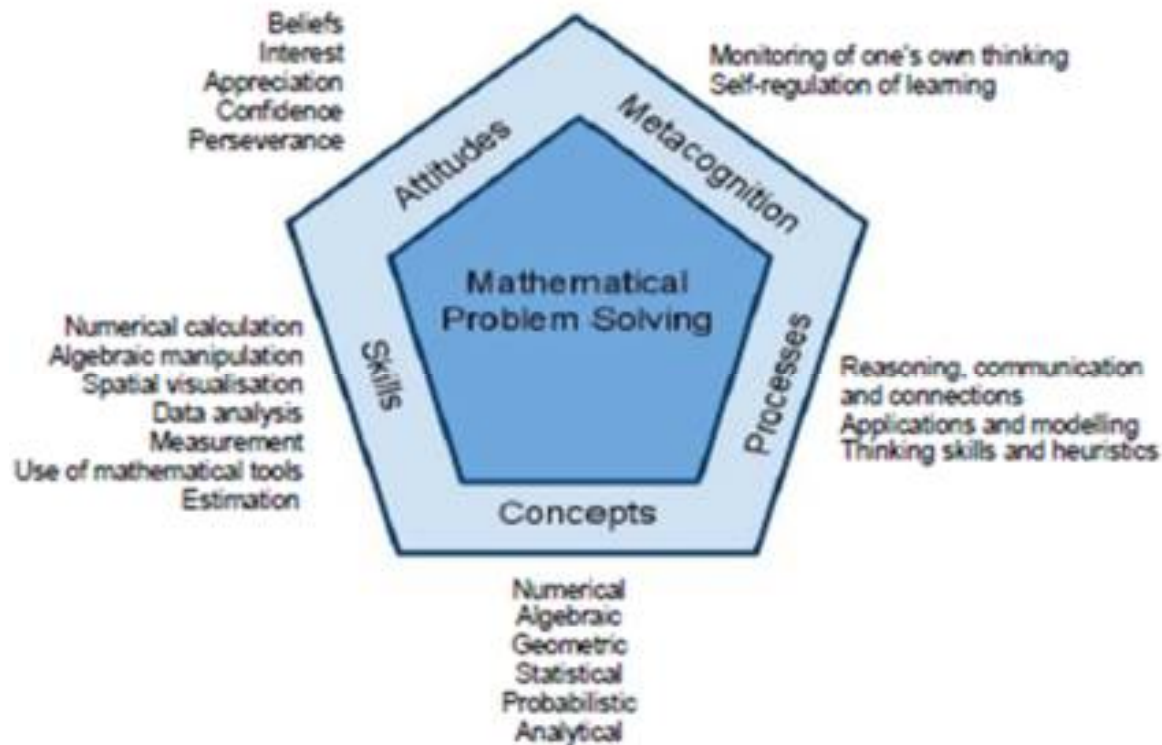 Beliefs
Interest
Appreciation
Confidence
Perseverance
Monitoring of one's own thinking
Self-regulation of learning
Attitudes
Metacognition
Mathematical
Problem Solving
Numerical calculation
Algebraic manipulation
Spatial visualisation
Data analysis
Measurement
Use of mathematical tools
Estimation
Skills
Processes
Reasoning, communication
and connections
Applications and modelling
Thinking skills and heuristics
Concepts
Numerical
Algebraic
Geometric
Statistical
Probabilistic
Analytical